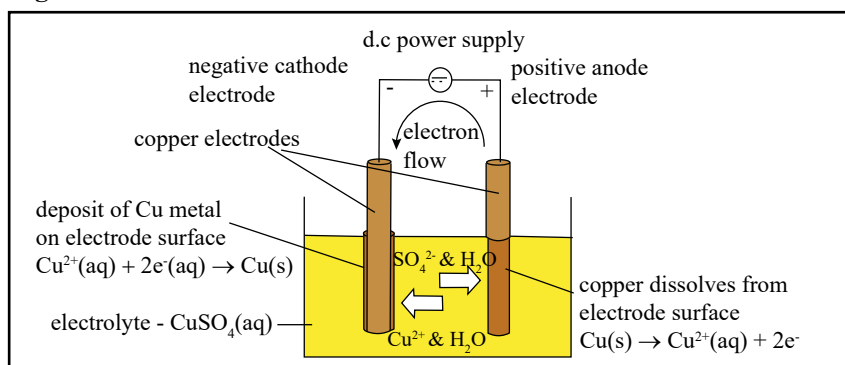 d.c power supply
negative cathode
electrode
positive anode
electrode
-
+
copper electrodes
electron
flow
deposit of Cu metal
on electrode surface
Cu²⁺(aq) + 2e⁻(aq) → Cu(s)
SO₄²⁻ & H₂O
copper dissolves from
electrode surface
Cu(s) → Cu²⁺(aq) + 2e⁻
electrolyte - CuSO₄(aq)
Cu²⁺ & H₂O